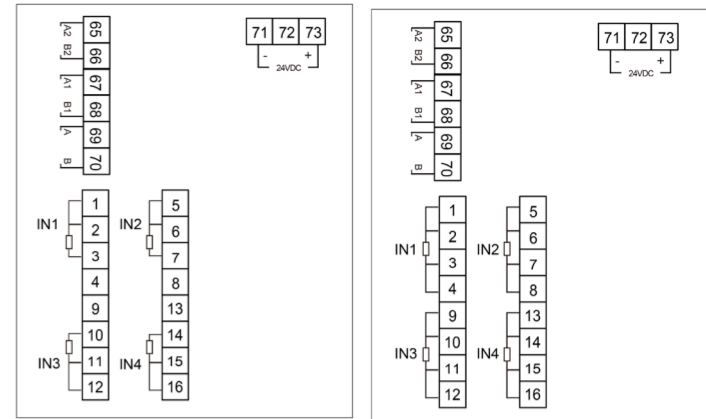 A2 65
B2 66
A1 67
B1 68
A 69
B 70
71 72 73
- +
24VDC
IN1
1
2
3
4
IN2
5
6
7
8
IN3
9
10
11
12
IN4
13
14
15
16
A2 65
B2 66
A1 67
B1 68
A 69
B 70
71 72 73
- +
24VDC
IN1
1
2
3
4
IN2
5
6
7
8
IN3
9
10
11
12
IN4
13
14
15
16